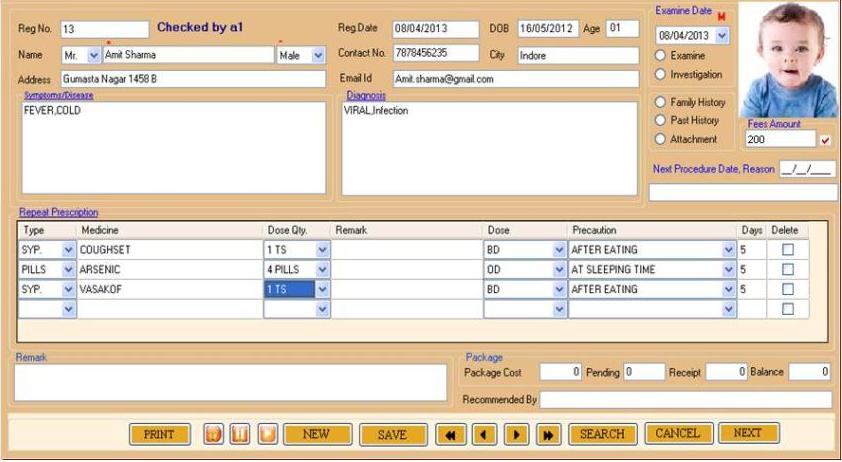 Reg No. 13 Checked by a1 Reg.Date 08/04/2013 DOB 16/05/2012 Age 01 Examine Date M
08/04/2013
Name Mr. Amit Sharma Male Contact No. 7878456235 City Indore
Examine
Address Gumasta Nagar 1458 B Email Id Amit.sharma@gmail.com
Investigation
Symptoms/Disease Diagnosis
FEVER,COLD VIRAL,Infection
Family History
Past History
Attachment
Fees Amount
200
Next Procedure Date, Reason __/__/____
Repeat Prescription
Type Medicine Dose Qty. Remark Dose Precaution Days Delete
SYP. COUGHSET 1 TS BD AFTER EATING 5
PILLS ARSENIC 4 PILLS OD AT SLEEPING TIME 5
SYP. VASAKOF 1 TS BD AFTER EATING 5
Remark Package
Package Cost 0 Pending 0 Receipt 0 Balance 0
Recommended By
PRINT NEW SAVE SEARCH CANCEL NEXT